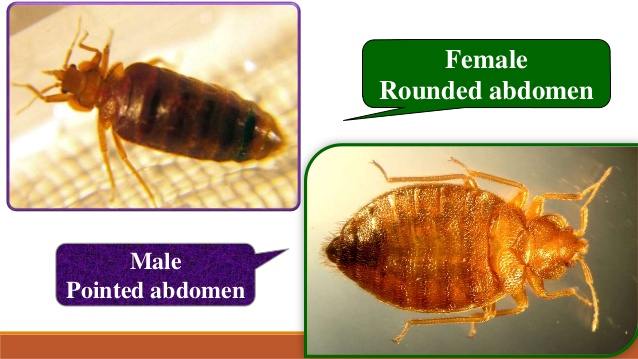 Female
Rounded abdomen
Male
Pointed abdomen